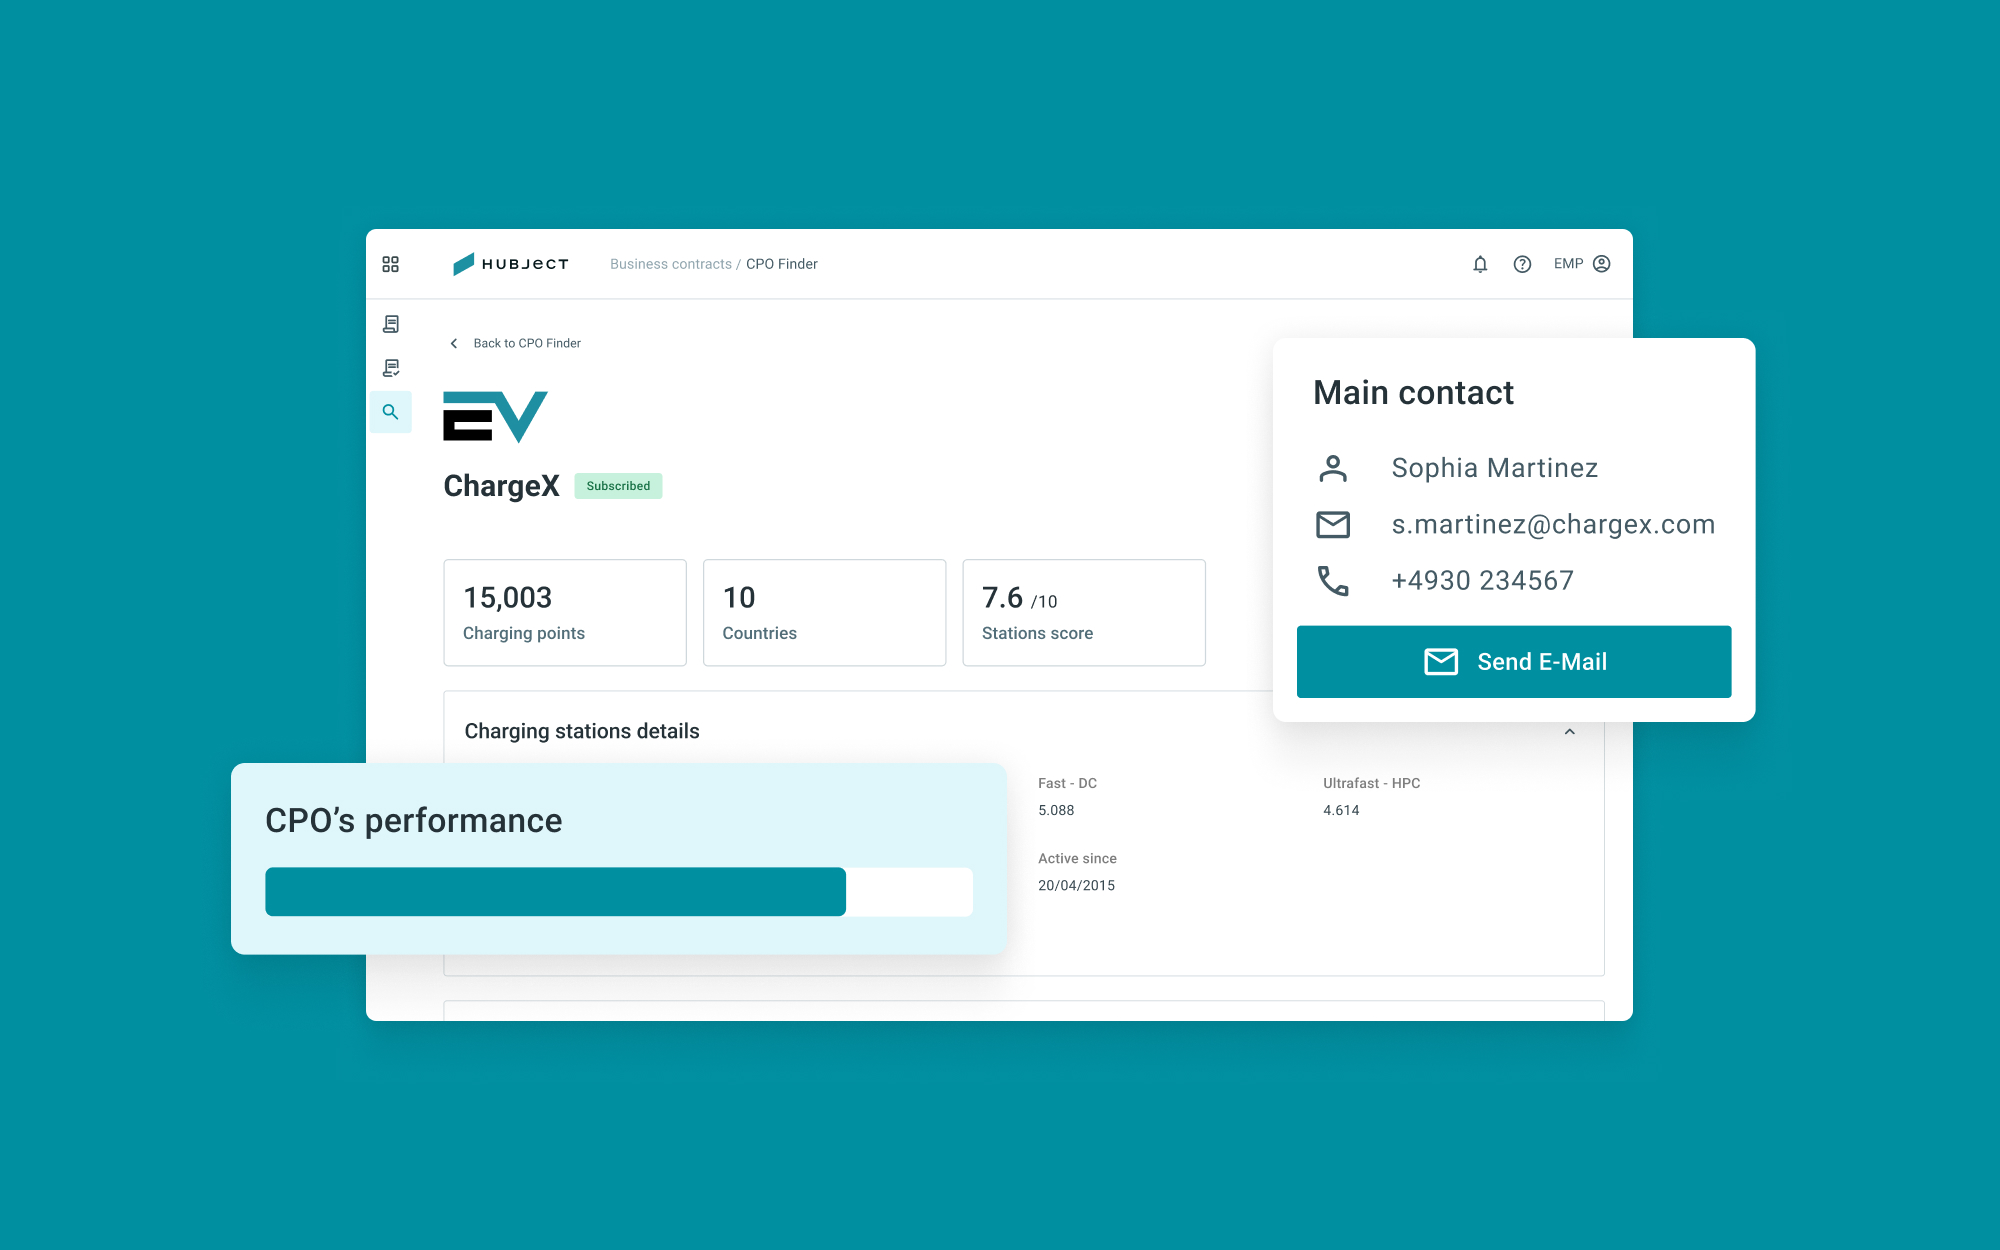 HUBJECT
Business contracts / CPO Finder
EMP
Back to CPO Finder
EV
ChargeX
Subscribed
15,003
Charging points
10
Countries
7.6 /10
Stations score
Main contact
Sophia Martinez
s.martinez@chargex.com
+4930 234567
Send E-Mail
Charging stations details
Fast - DC
5.088
Ultrafast - HPC
4.614
Active since
20/04/2015
CPO’s performance